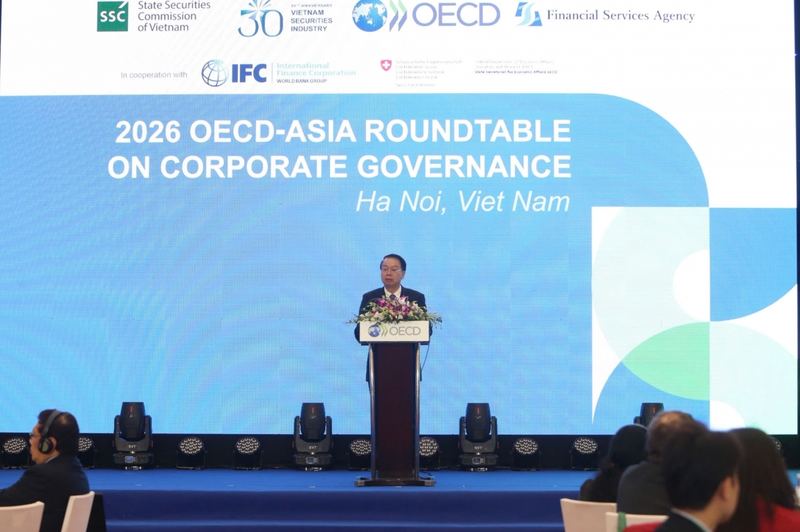 SSC
State Securities
Commission
of Vietnam
30
ANNIVERSARY
VIETNAM
SECURITIES
INDUSTRY
OECD
Financial Services Agency
In cooperation with
IFC
International
Finance Corporation
WORLD BANK GROUP
2026 OECD-ASIA ROUNDTABLE
ON CORPORATE GOVERNANCE
Ha Noi, Viet Nam
OECD